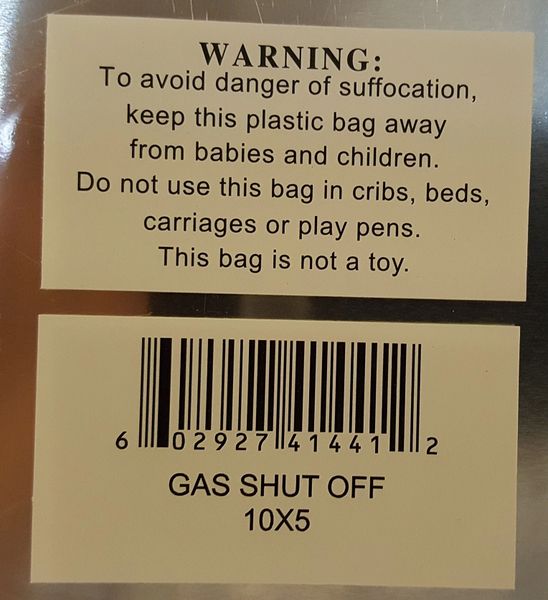 WARNING:
To avoid danger of suffocation,
keep this plastic bag away
from babies and children.
Do not use this bag in cribs, beds,
carriages or play pens.
This bag is not a toy.
6 02927 41441 2
GAS SHUT OFF
10X5